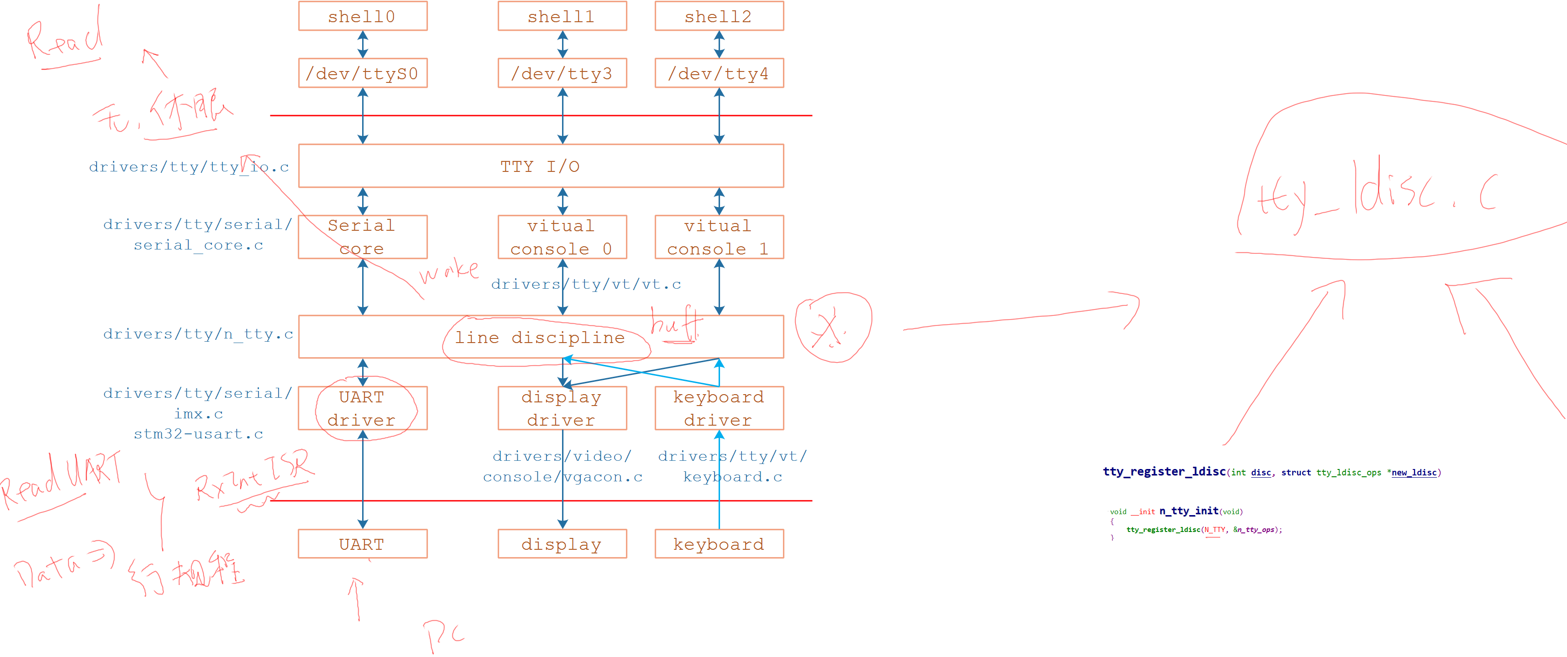 shell0
shell1
shell2
Read
/dev/ttyS0
/dev/tty3
/dev/tty4
无,休眠
drivers/tty/tty_io.c
TTY I/O
tty_ldisc.c
drivers/tty/serial/
serial_core.c
Serial
core
vitual
console 0
vitual
console 1
wake
drivers/tty/vt/vt.c
drivers/tty/n_tty.c
line discipline
buf
drivers/tty/serial/
imx.c
stm32-usart.c
UART
driver
display
driver
keyboard
driver
drivers/video/
console/vgacon.c
drivers/tty/vt/
keyboard.c
Read UART
RxInt ISR
tty_register_ldisc(int disc, struct tty_ldisc_ops *new_ldisc)
void __init n_tty_init(void)
{
tty_register_ldisc(N_TTY, &n_tty_ops);
}
UART
display
keyboard
Data =>
行规程
PC